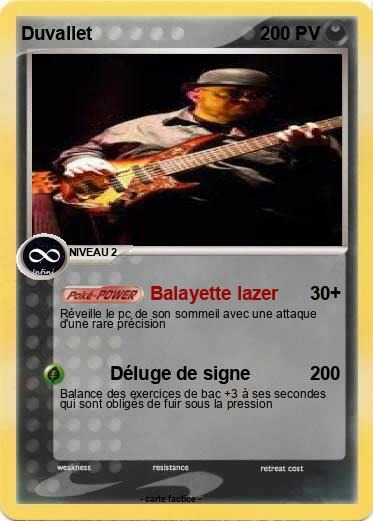 Duvallet 200 PV
Infini
NIVEAU 2
Poké-POWER Balayette lazer 30+
Réveille le pc de son sommeil avec une attaque
d'une rare précision
Déluge de signe 200
Balance des exercices de bac +3 à ses secondes
qui sont obligés de fuir sous la pression
weakness resistance retreat cost
- carte factice -